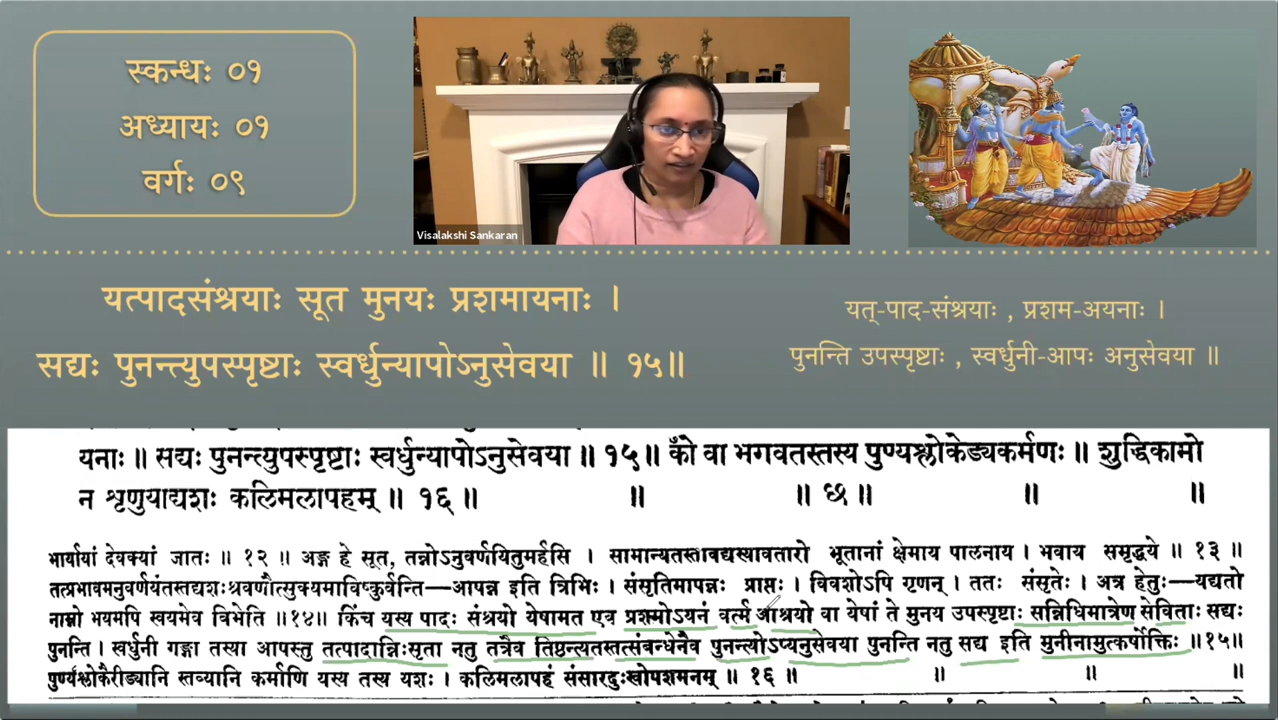 स्कन्धः ०१
अध्यायः ०१
वर्गः ०९
Visalakshi Sankaran
यत्पादसंश्रयाः सूत मुनयः प्रशमायनाः ।
सद्यः पुनन्त्युपस्पृष्टाः स्वर्धुन्यापोऽनुसेवया ॥ १५॥
यत्-पाद-संश्रयाः , प्रशम-अयनाः ।
पुनन्ति उपस्पृष्टाः , स्वर्धुनी-आपः अनुसेवया ॥
यनाः ॥ सद्यः पुनन्त्युपस्पृष्टाः स्वर्धुन्यापोऽनुसेवया ॥ १५॥ को वा भगवतस्तस्य पुण्यश्लोकेड्यकर्मणः ॥ शुद्धिकामो
न शृणुयाद्यशः कलिमलापहम् ॥ १६ ॥ ॥ ॥ छ ॥ ॥ ॥
भार्यायां देवक्यां जातः ॥ १२ ॥ अङ्ग हे सूत, तन्नोऽनुवर्णयितुमर्हसि । सामान्यतस्तावद्यस्यावतारो भूतानां क्षेमाय पालनाय । भवाय समृद्धये ॥ १३ ॥
तत्प्रभावमनुवर्णयंतस्तद्यशःश्रवणौत्सुक्यमाविष्कुर्वन्ति—आपन्न इति त्रिभिः । संसृतिमापन्नः प्राप्तः । विवशोऽपि गृणन् । ततः संसृतेः । अत्र हेतुः—यद्यतो
नाम्नो भयमपि स्वयमेव बिभेति ॥१४॥ किंच यस्य पादः संश्रयो येषामत एव प्रशमोऽयनं वर्त्म आश्रयो वा येषां ते मुनय उपस्पृष्टाः सन्निधिमात्रेण सेविताः सद्यः
पुनन्ति । स्वर्धुनी गङ्गा तस्या आपस्तु तत्पादान्निःसृता नतु तत्रैव तिष्ठन्त्यतस्तत्संबन्धेनैव पुनन्त्योऽप्यनुसेवया पुनन्ति नतु सद्य इति मुनीनामुत्कर्षोक्तिः ॥१५॥
पुण्यश्लोकैरीड्यानि स्तव्यानि कर्माणि यस्य तस्य यशः । कलिमलापहं संसारदुःखोपशमनम् ॥ १६ ॥ ॥ ॥ ॥